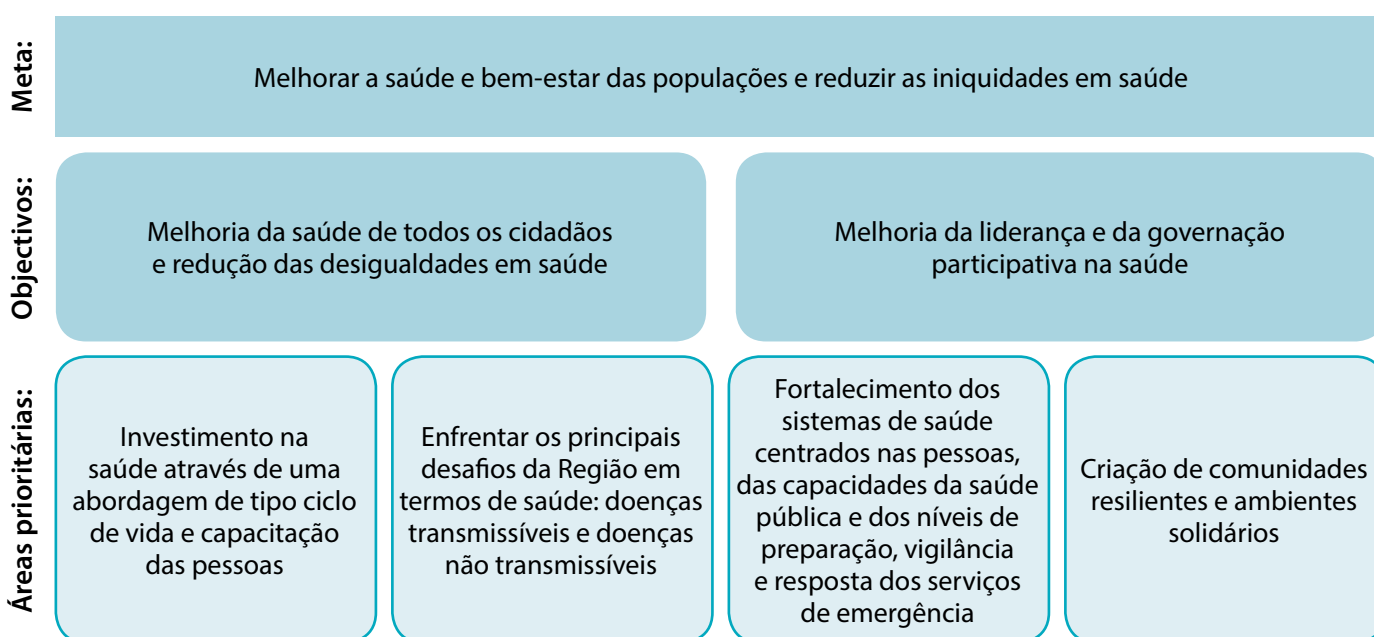 Meta:
Melhorar a saúde e bem-estar das populações e reduzir as iniquidades em saúde
Objectivos:
Melhoria da saúde de todos os cidadãos
e redução das desigualdades em saúde
Melhoria da liderança e da governação
participativa na saúde
Áreas prioritárias:
Investimento na
saúde através de uma
abordagem de tipo ciclo
de vida e capacitação
das pessoas
Enfrentar os principais
desafios da Região em
termos de saúde: doenças
transmissíveis e doenças
não transmissíveis
Fortalecimento dos
sistemas de saúde
centrados nas pessoas,
das capacidades da saúde
pública e dos níveis de
preparação, vigilância
e resposta dos serviços
de emergência
Criação de comunidades
resilientes e ambientes
solidários